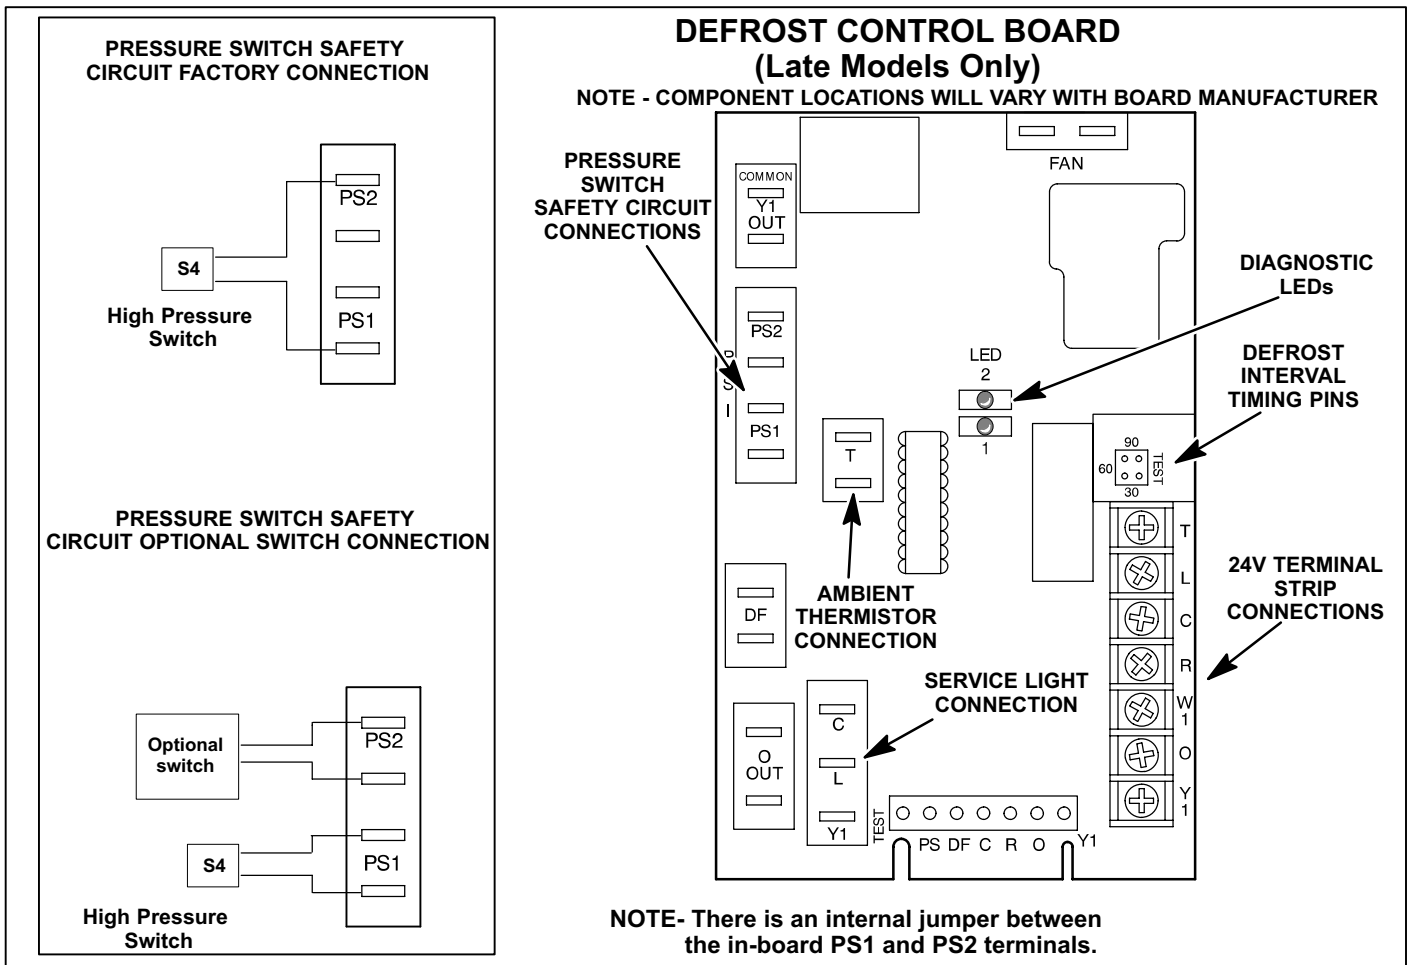 PRESSURE SWITCH SAFETY
CIRCUIT FACTORY CONNECTION
PS2
S4
PS1
High Pressure
Switch
PRESSURE SWITCH SAFETY
CIRCUIT OPTIONAL SWITCH CONNECTION
Optional
switch
PS2
S4
PS1
High Pressure
Switch
DEFROST CONTROL BOARD
(Late Models Only)
NOTE - COMPONENT LOCATIONS WILL VARY WITH BOARD MANUFACTURER
PRESSURE
SWITCH
SAFETY CIRCUIT
CONNECTIONS
COMMON
Y1
OUT
FAN
PS2
S
I
PS1
DIAGNOSTIC
LEDs
LED
2
1
DEFROST
INTERVAL
TIMING PINS
90
60
30
TEST
T
AMBIENT
THERMISTOR
CONNECTION
DF
24V TERMINAL
STRIP
CONNECTIONS
T
L
C
R
W
1
O
Y
1
SERVICE LIGHT
CONNECTION
C
L
Y1
O
OUT
TEST
PS DF C R O Y1
NOTE- There is an internal jumper between
the in-board PS1 and PS2 terminals.